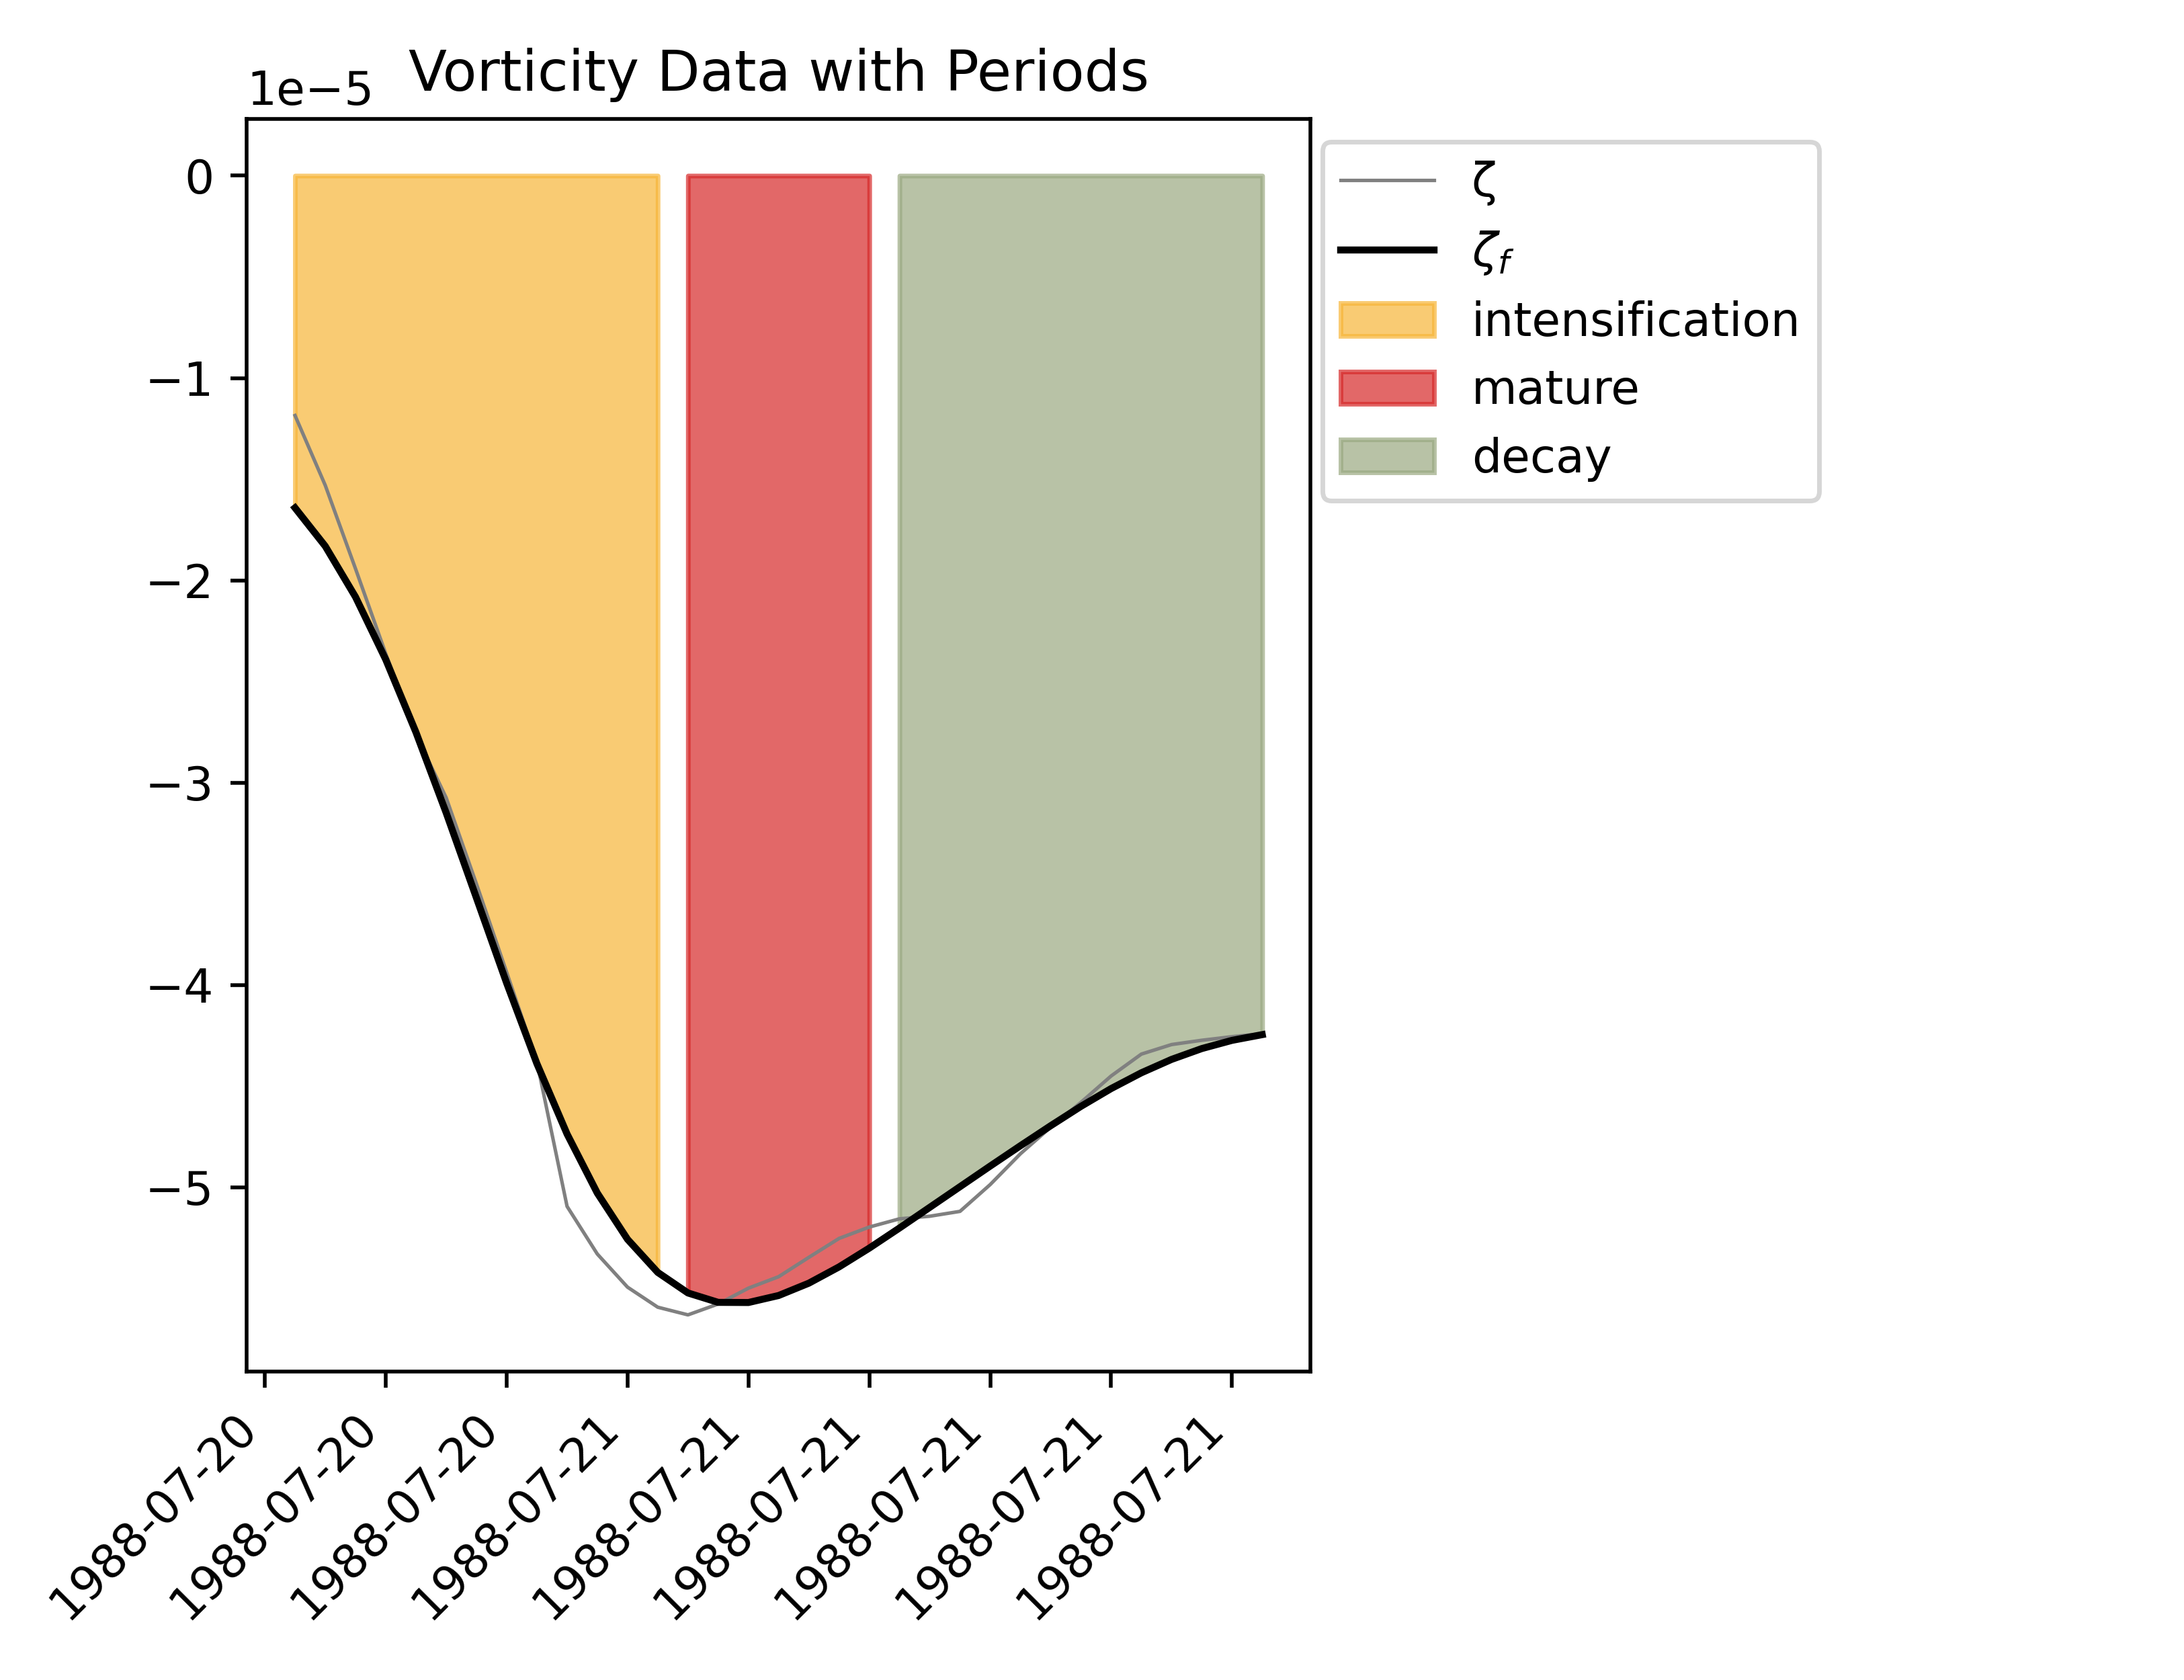 Vorticity Data with Periods
1e−5
0
−1
−2
−3
−4
−5
1988-07-20
1988-07-20
1988-07-20
1988-07-21
1988-07-21
1988-07-21
1988-07-21
1988-07-21
1988-07-21
ζ
ζf
intensification
mature
decay